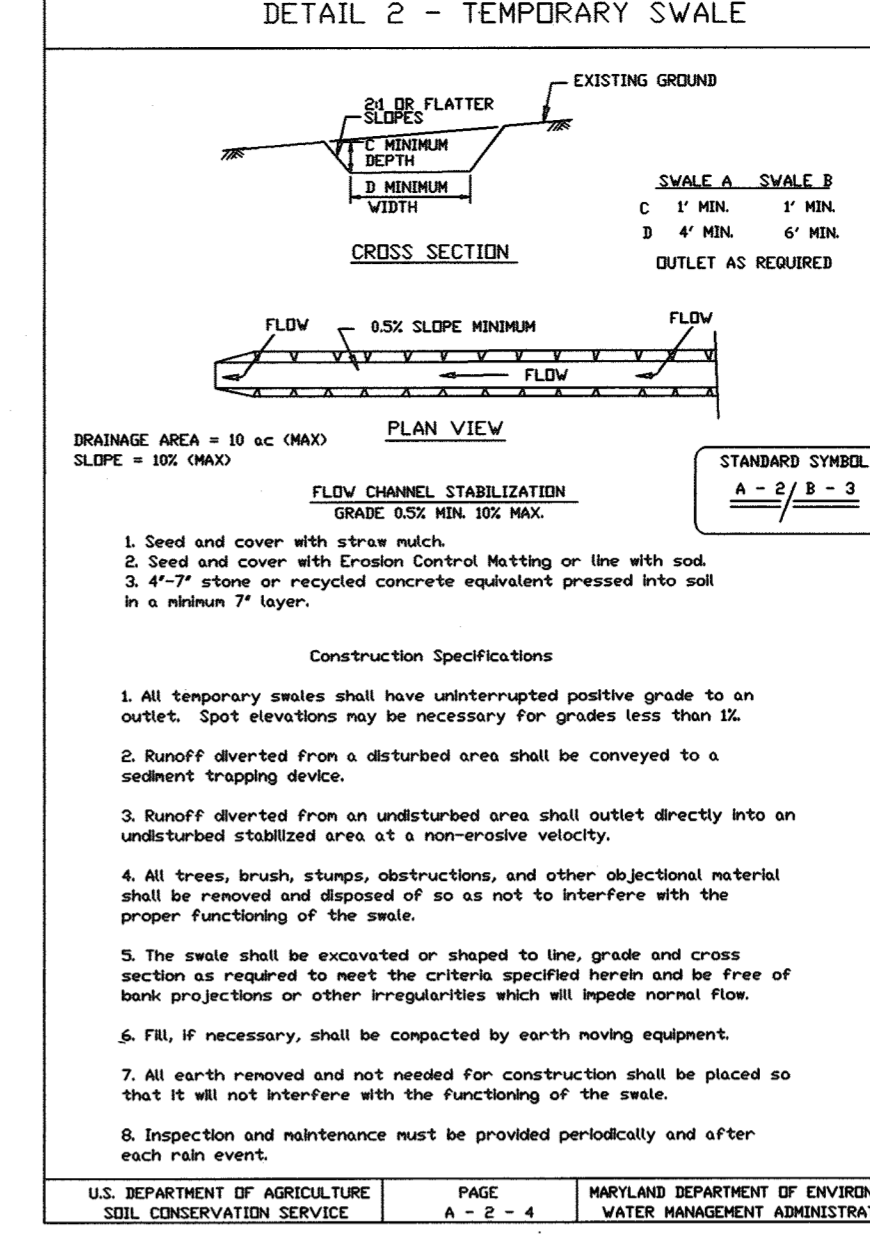 DETAIL 2 - TEMPORARY SWALE
EXISTING GROUND
2:1 OR FLATTER
SLOPES
C MINIMUM
DEPTH
D MINIMUM
WIDTH
CROSS SECTION
SWALE A SWALE B
C 1' MIN. 1' MIN.
D 4' MIN. 6' MIN.
OUTLET AS REQUIRED
FLOW 0.5% SLOPE MINIMUM FLOW
FLOW
PLAN VIEW
DRAINAGE AREA = 10 ac (MAX)
SLOPE = 10% (MAX)
STANDARD SYMBOL
A - 2 / B - 3
FLOW CHANNEL STABILIZATION
GRADE 0.5% MIN. 10% MAX.
1. Seed and cover with straw mulch.
2. Seed and cover with Erosion Control Matting or line with sod.
3. 4"-7" stone or recycled concrete equivalent pressed into soil
in a minimum 7" layer.
Construction Specifications
1. All temporary swales shall have uninterrupted positive grade to an
outlet. Spot elevations may be necessary for grades less than 1%.
2. Runoff diverted from a disturbed area shall be conveyed to a
sediment trapping device.
3. Runoff diverted from an undisturbed area shall outlet directly into an
undisturbed stabilized area at a non-erosive velocity.
4. All trees, brush, stumps, obstructions, and other objectional material
shall be removed and disposed of so as not to interfere with the
proper functioning of the swale.
5. The swale shall be excavated or shaped to line, grade and cross
section as required to meet the criteria specified herein and be free of
bank projections or other irregularities which will impede normal flow.
6. Fill, if necessary, shall be compacted by earth moving equipment.
7. All earth removed and not needed for construction shall be placed so
that it will not interfere with the functioning of the swale.
8. Inspection and maintenance must be provided periodically and after
each rain event.
U.S. DEPARTMENT OF AGRICULTURE
SOIL CONSERVATION SERVICE
PAGE
A - 2 - 4
MARYLAND DEPARTMENT OF ENVIRON
WATER MANAGEMENT ADMINISTRAT